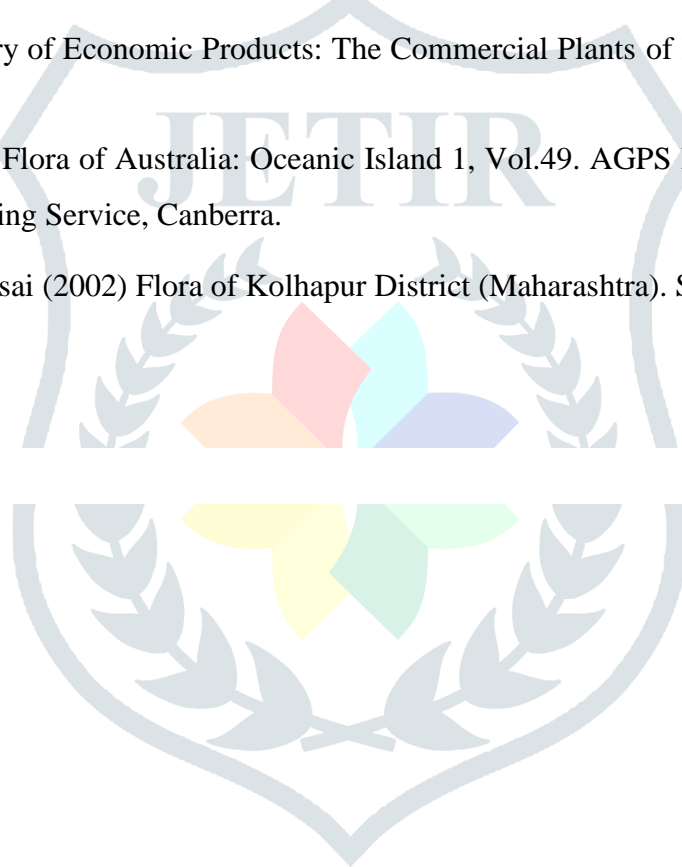 ry of Economic Products: The Commercial Plants of
JETIR
Flora of Australia: Oceanic Island 1, Vol.49. AGPS
ing Service, Canberra.
sai (2002) Flora of Kolhapur District (Maharashtra). S